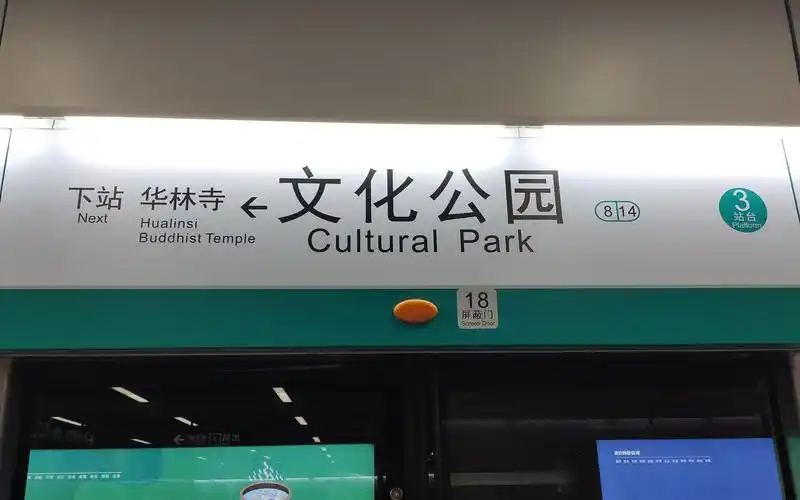 下站 华林寺 ← 文化公园
Next Hualinsi
Buddhist Temple
Cultural Park
8 14
3
站台
Platform
18
屏蔽门
Screen Door